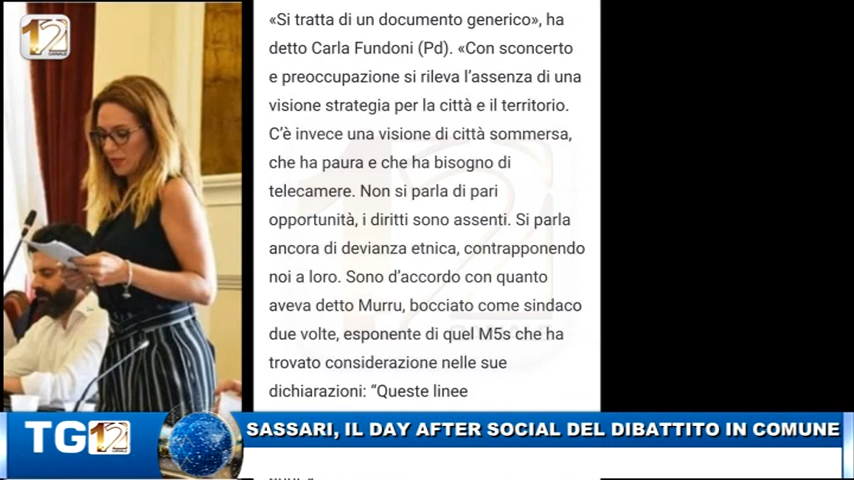 12
«Si tratta di un documento generico», ha
detto Carla Fundoni (Pd). «Con sconcerto
e preoccupazione si rileva l'assenza di una
visione strategia per la città e il territorio.
C'è invece una visione di città sommersa,
che ha paura e che ha bisogno di
telecamere. Non si parla di pari
opportunità, i diritti sono assenti. Si parla
ancora di devianza etnica, contrapponendo
noi a loro. Sono d'accordo con quanto
aveva detto Murru, bocciato come sindaco
due volte, esponente di quel M5s che ha
trovato considerazione nelle sue
dichiarazioni: “Queste linee
TG12
SASSARI, IL DAY AFTER SOCIAL DEL DIBATTITO IN COMUNE